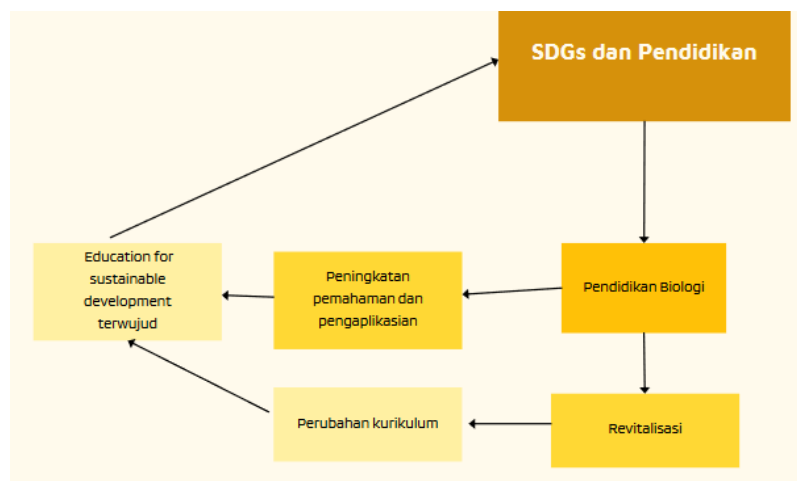 SDGs dan Pendidikan
Education for
sustainable
development
terwujud
Peningkatan
pemahaman dan
pengaplikasian
Pendidikan Biologi
Perubahan kurikulum
Revitalisasi